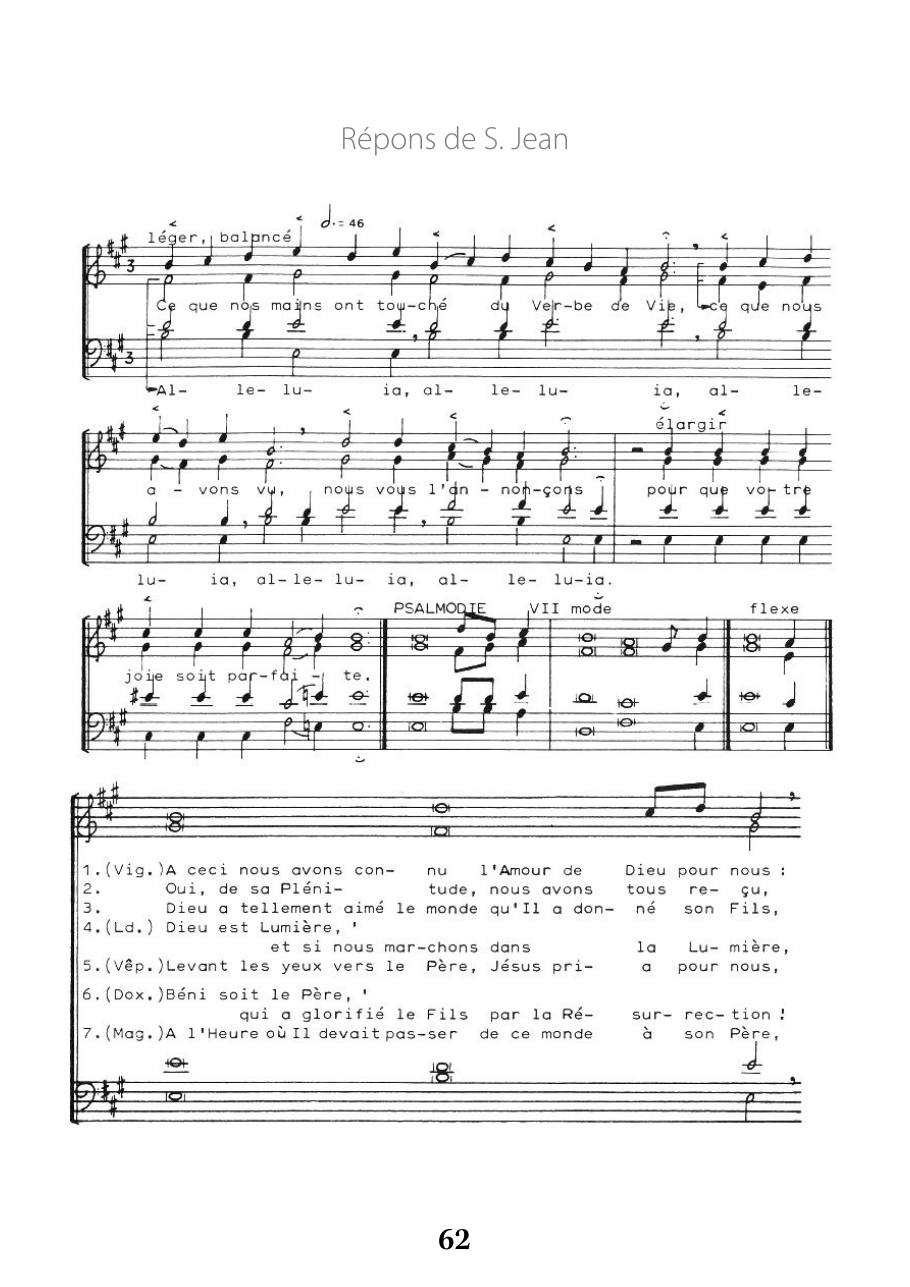 Répons de S. Jean
léger, balancé 𝅗𝅥. = 46
3
Ce que nos mains ont tou-ché du Ver-be de Vie, ce que nous
3
Al- le- lu- ia, al- le- lu- ia, al- le-
élargir
a - vons vu, nous vous l'an - non-çons pour que vo-tre
lu- ia, al-le- lu- ia, al- le- lu-ia.
PSALMODIE VII mode flexe
joie soit par-fai - te.
1.(Vig.)A ceci nous avons con- nu l'Amour de Dieu pour nous :
2. Oui, de sa Pléni- tude, nous avons tous re- çu,
3. Dieu a tellement aimé le monde qu'Il a don- né son Fils,
4.(Ld.) Dieu est Lumière, '
et si nous mar-chons dans la Lu- mière,
5.(Vêp.)Levant les yeux vers le Père, Jésus pri- a pour nous,
6.(Dox.)Béni soit le Père, '
qui a glorifié le Fils par la Ré- sur- rec- tion !
7.(Mag.)A l'Heure où Il devait pas-ser de ce monde à son Père,
62